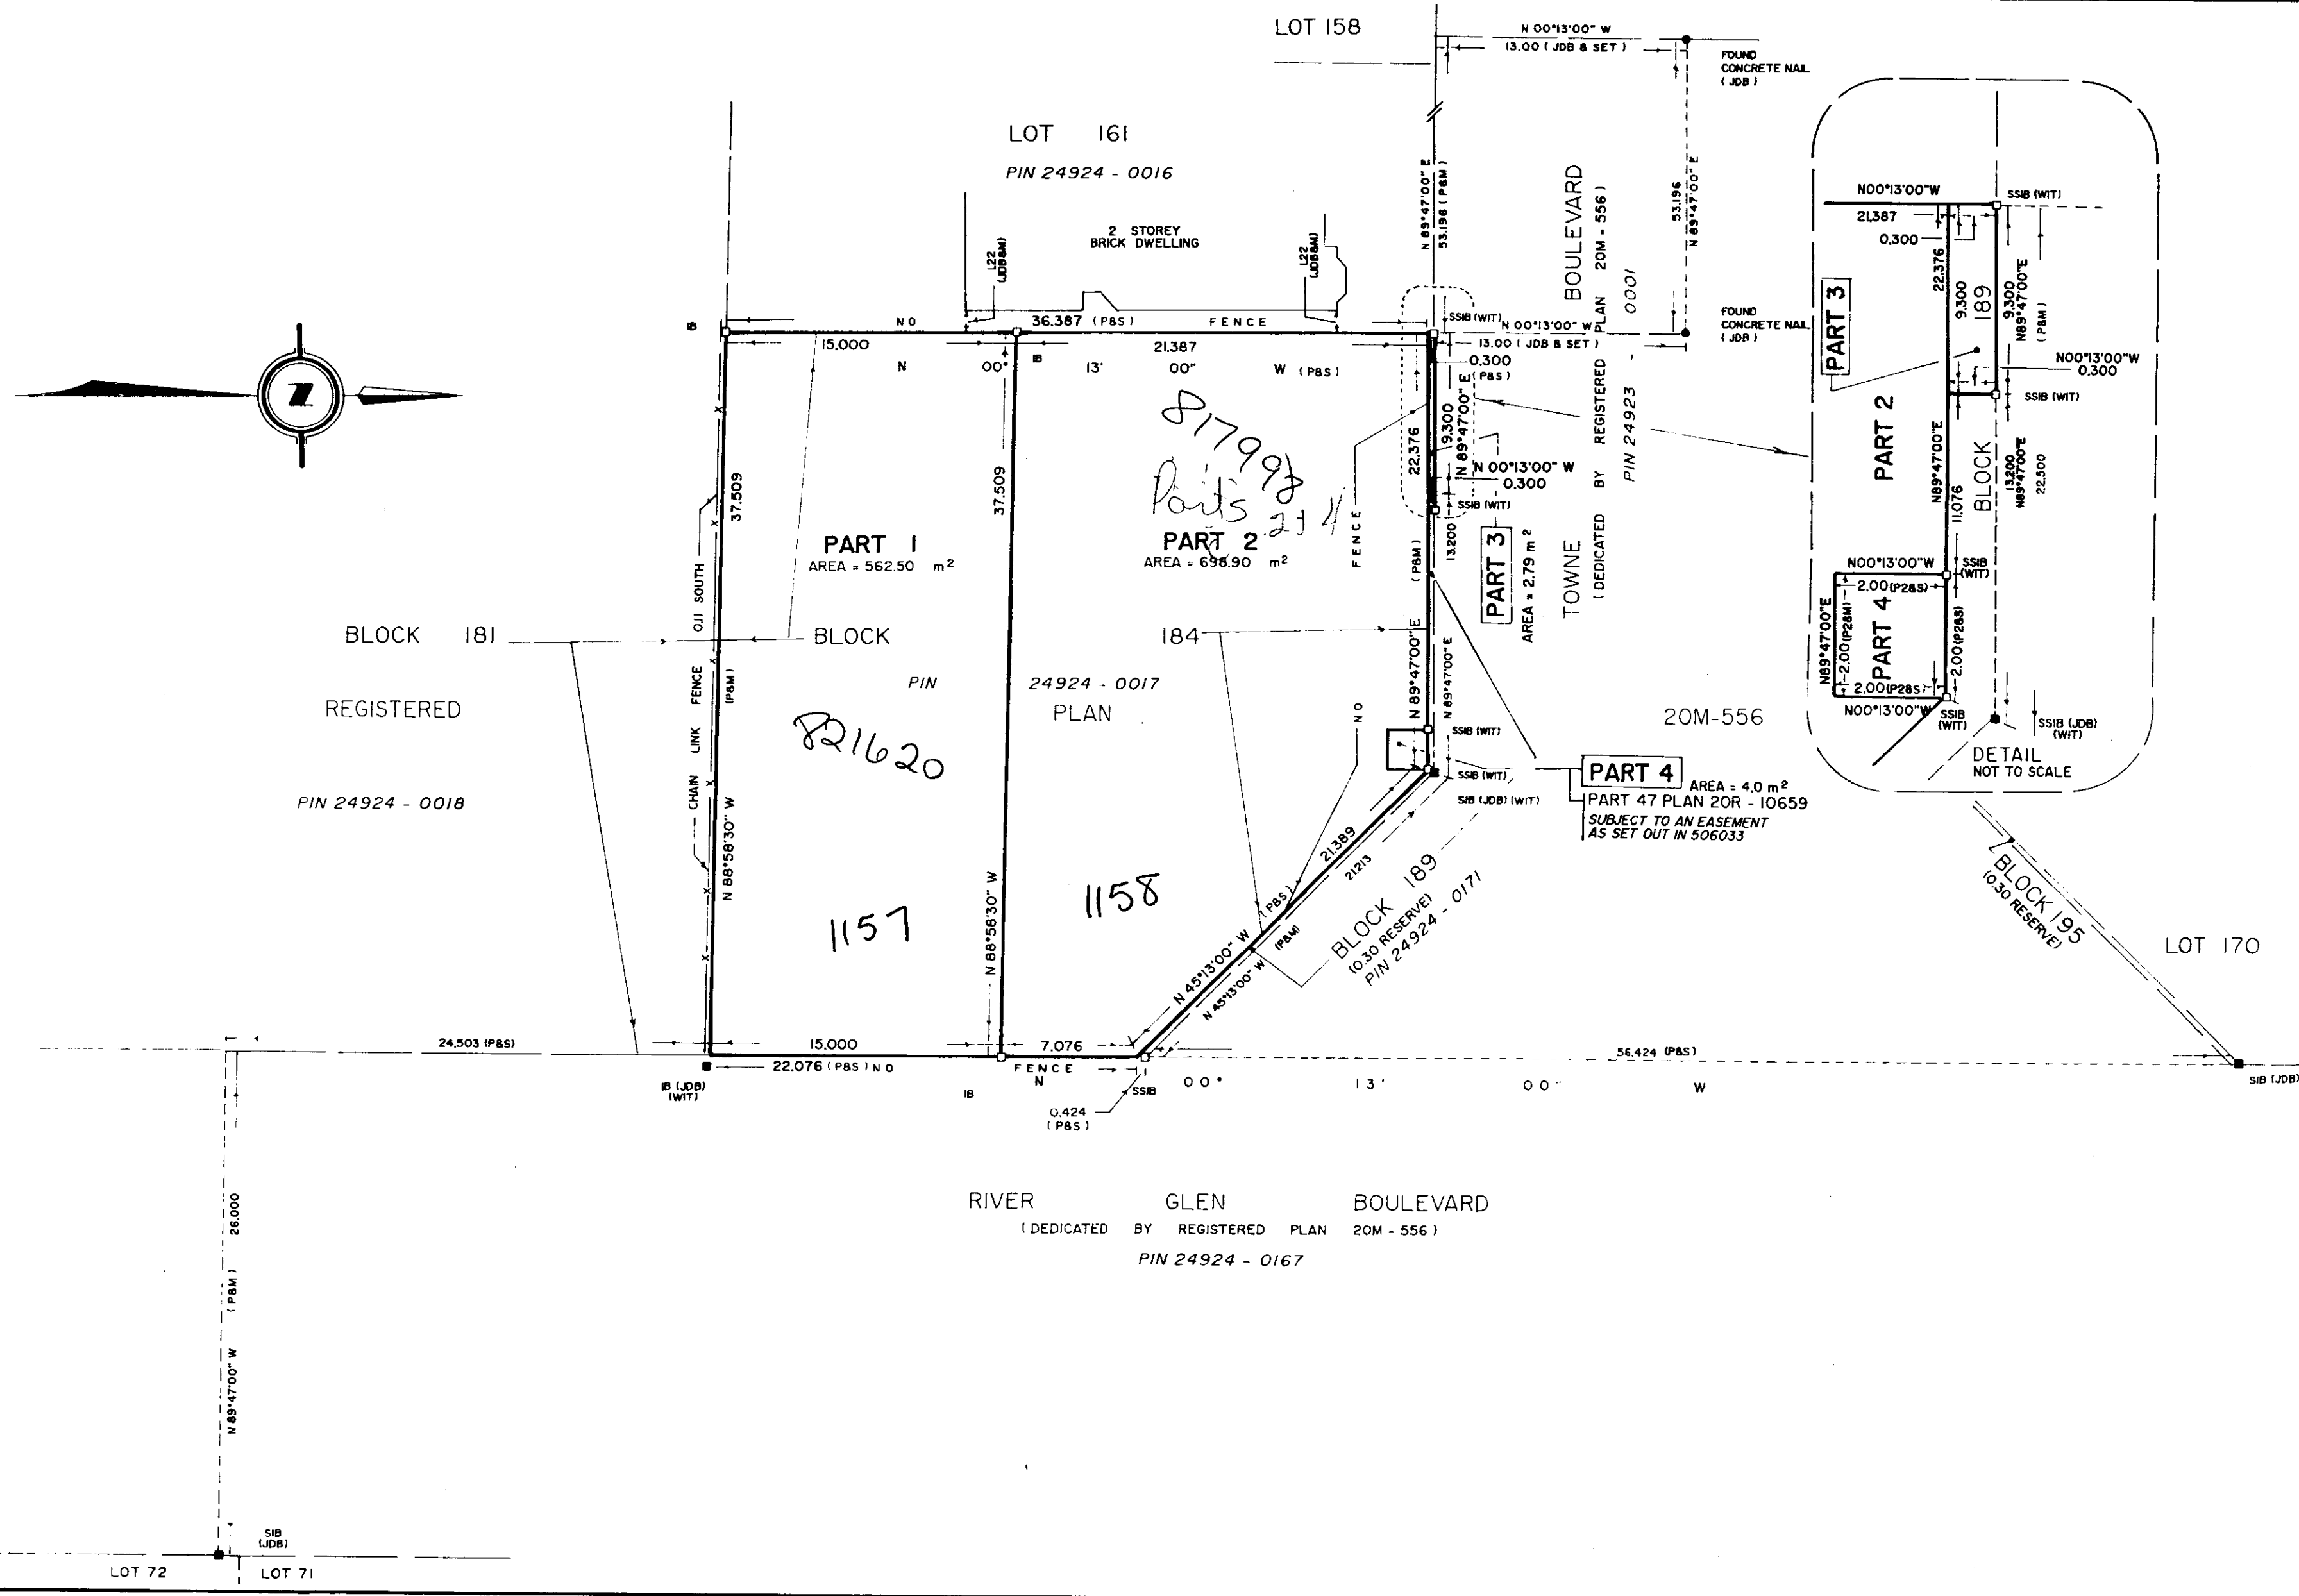 LOT 158
N 00°13'00" W
13.00 ( JDB & SET )
FOUND
CONCRETE NAIL
( JDB )
LOT 161
PIN 24924 - 0016
2 STOREY
BRICK DWELLING
L22
(JDB&M)
L22
(JDB&M)
N 89°47'00" E
53.196 ( P&M )
53.196
N 89°47'00" E
BOULEVARD
TOWNE
( DEDICATED BY REGISTERED PLAN 20M - 556 )
PIN 24923 - 0001
IB
NO
36.387 ( P&S )
FENCE
SSIB (WIT)
N 00°13'00" W
13.00 ( JDB & SET )
FOUND
CONCRETE NAIL
( JDB )
15.000
IB
21.387
N 00° 13' 00" W ( P&S )
0.300
( P&S )
Z
37.509
37.509
22.376
9.300
N 89°47'00" E
N 00°13'00" W
0.300
SSIB (WIT)
13.200
817998
Parts 2 + 4
FENCE
PART 1
AREA = 562.50 m²
PART 2
AREA = 698.90 m²
PART 3
AREA = 2.79 m²
( P&M )
0.11 SOUTH
CHAIN LINK FENCE
(P&M)
BLOCK 181
BLOCK
184
REGISTERED
PIN 24924 - 0017
PLAN
20M-556
PIN 24924 - 0018
821620
NO
N 89°47'00" E
N 89°47'00" E
SSIB (WIT)
SSIB (WIT)
SIB (JDB) (WIT)
PART 4
AREA = 4.0 m²
PART 47 PLAN 20R - 10659
SUBJECT TO AN EASEMENT
AS SET OUT IN 506033
N 88°58'30" W
N 88°58'30" W
1157
1158
21.389
21.213
(P&S)
(P&M)
N 45°13'00" W
N 45°13'00" W
BLOCK 189
(0.30 RESERVE)
PIN 24924 - 0171
N00°13'00"W
SSIB (WIT)
21.387
0.300
22.376
9.300
189
9.300
N89°47'00"E
(P&M)
PART 3
N00°13'00"W
0.300
SSIB (WIT)
PART 2
N89°47'00"E
11.076
BLOCK
13.200
N89°47'00"E
22.500
N00°13'00"W
SSIB
(WIT)
2.00(P2&S)
N89°47'00"E
2.00(P2&M)
PART 4
2.00(P2&S)
2.00(P2&S)
N00°13'00"W
SSIB
(WIT)
SSIB (JDB)
(WIT)
DETAIL
NOT TO SCALE
BLOCK 195
(0.30 RESERVE)
LOT 170
24.503 (P&S)
15.000
7.076
56.424 (P&S)
22.076 ( P&S ) NO
FENCE
IB (JDB)
(WIT)
IB
SSIB
N 00° 13' 00" W
SIB (JDB)
0.424
( P&S )
RIVER GLEN BOULEVARD
( DEDICATED BY REGISTERED PLAN 20M - 556 )
PIN 24924 - 0167
26.000
( P&M )
N 89°47'00" W
SIB
(JDB)
LOT 72
LOT 71